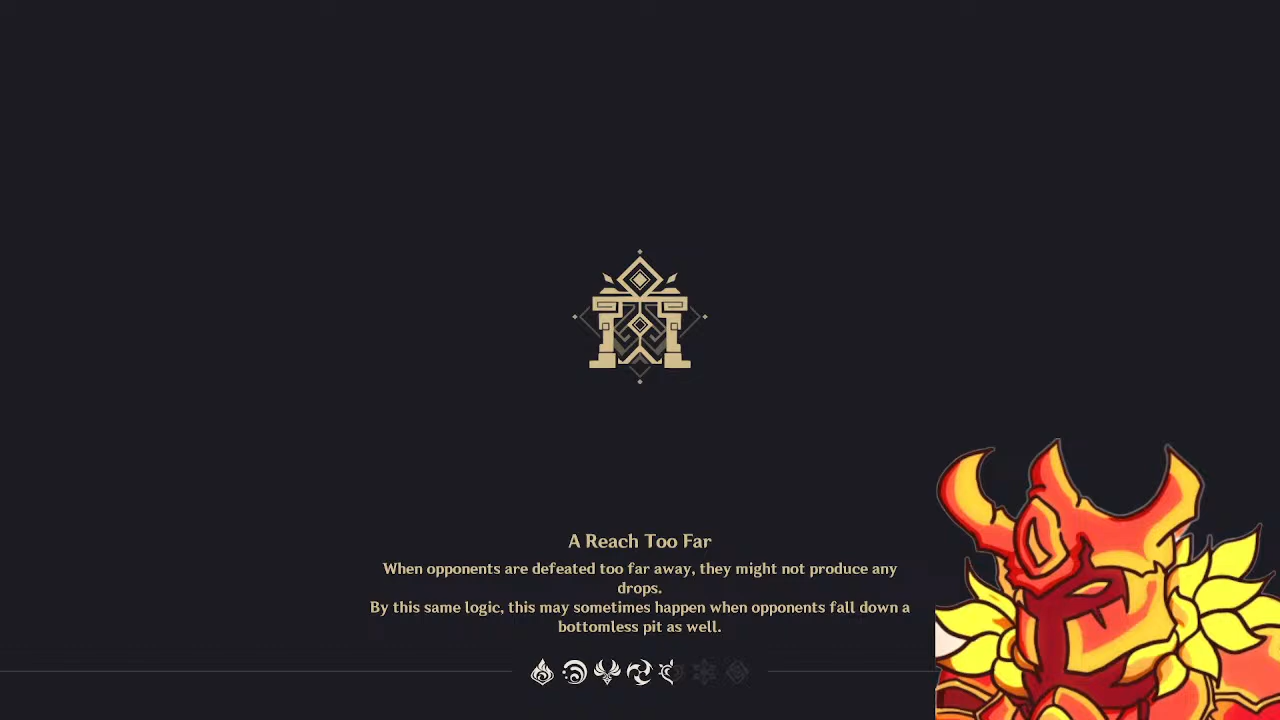 A Reach Too Far
When opponents are defeated too far away, they might not produce any
drops.
By this same logic, this may sometimes happen when opponents fall down a
bottomless pit as well.